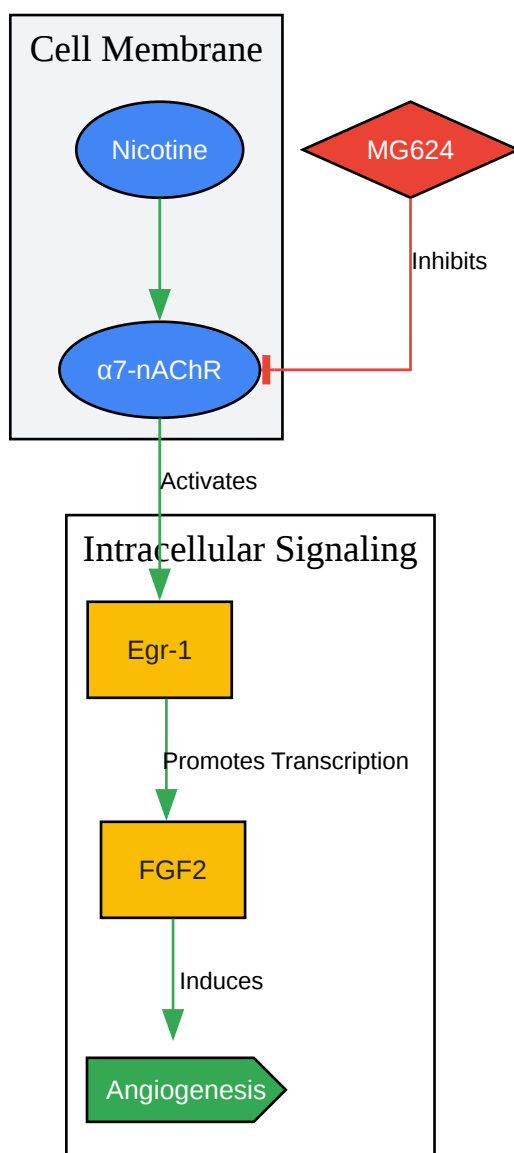 Cell Membrane
Nicotine
MG624
Inhibits
α7-nAChR
Activates
Intracellular Signaling
Egr-1
Promotes Transcription
FGF2
Induces
Angiogenesis